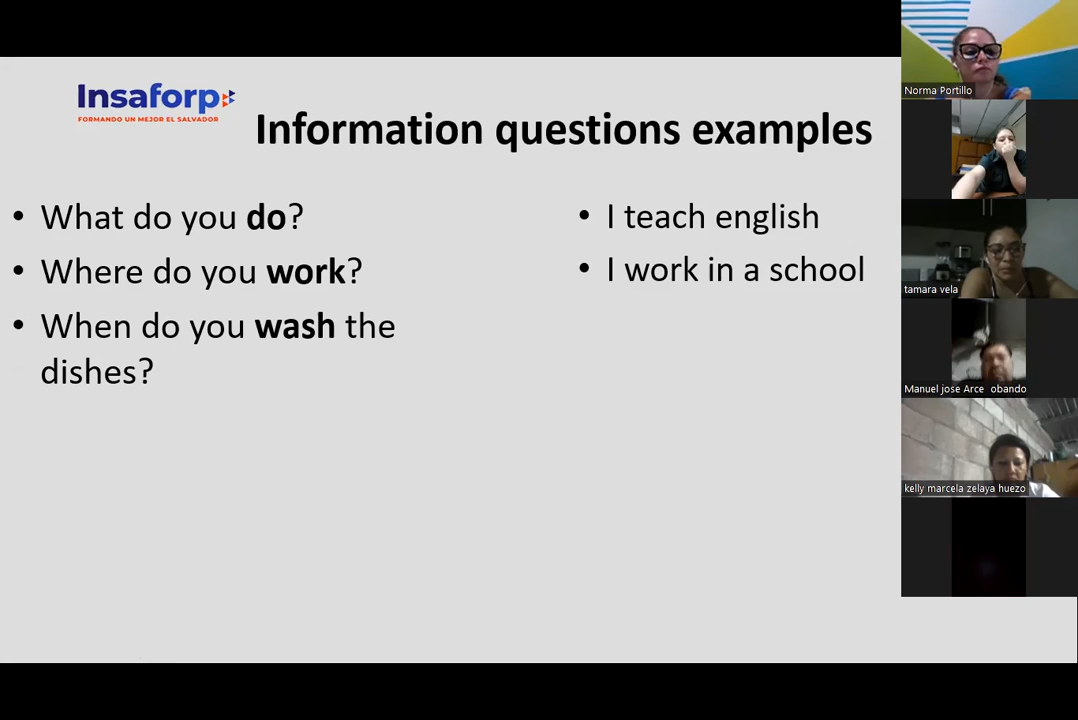 Insaforp
FORMANDO UN MEJOR EL SALVADOR
Information questions examples
• What do you do?
• Where do you work?
• When do you wash the
dishes?
• I teach english
• I work in a school
Norma Portillo
tamara vela
Manuel jose Arce obando
kelly marcela zelaya huezo